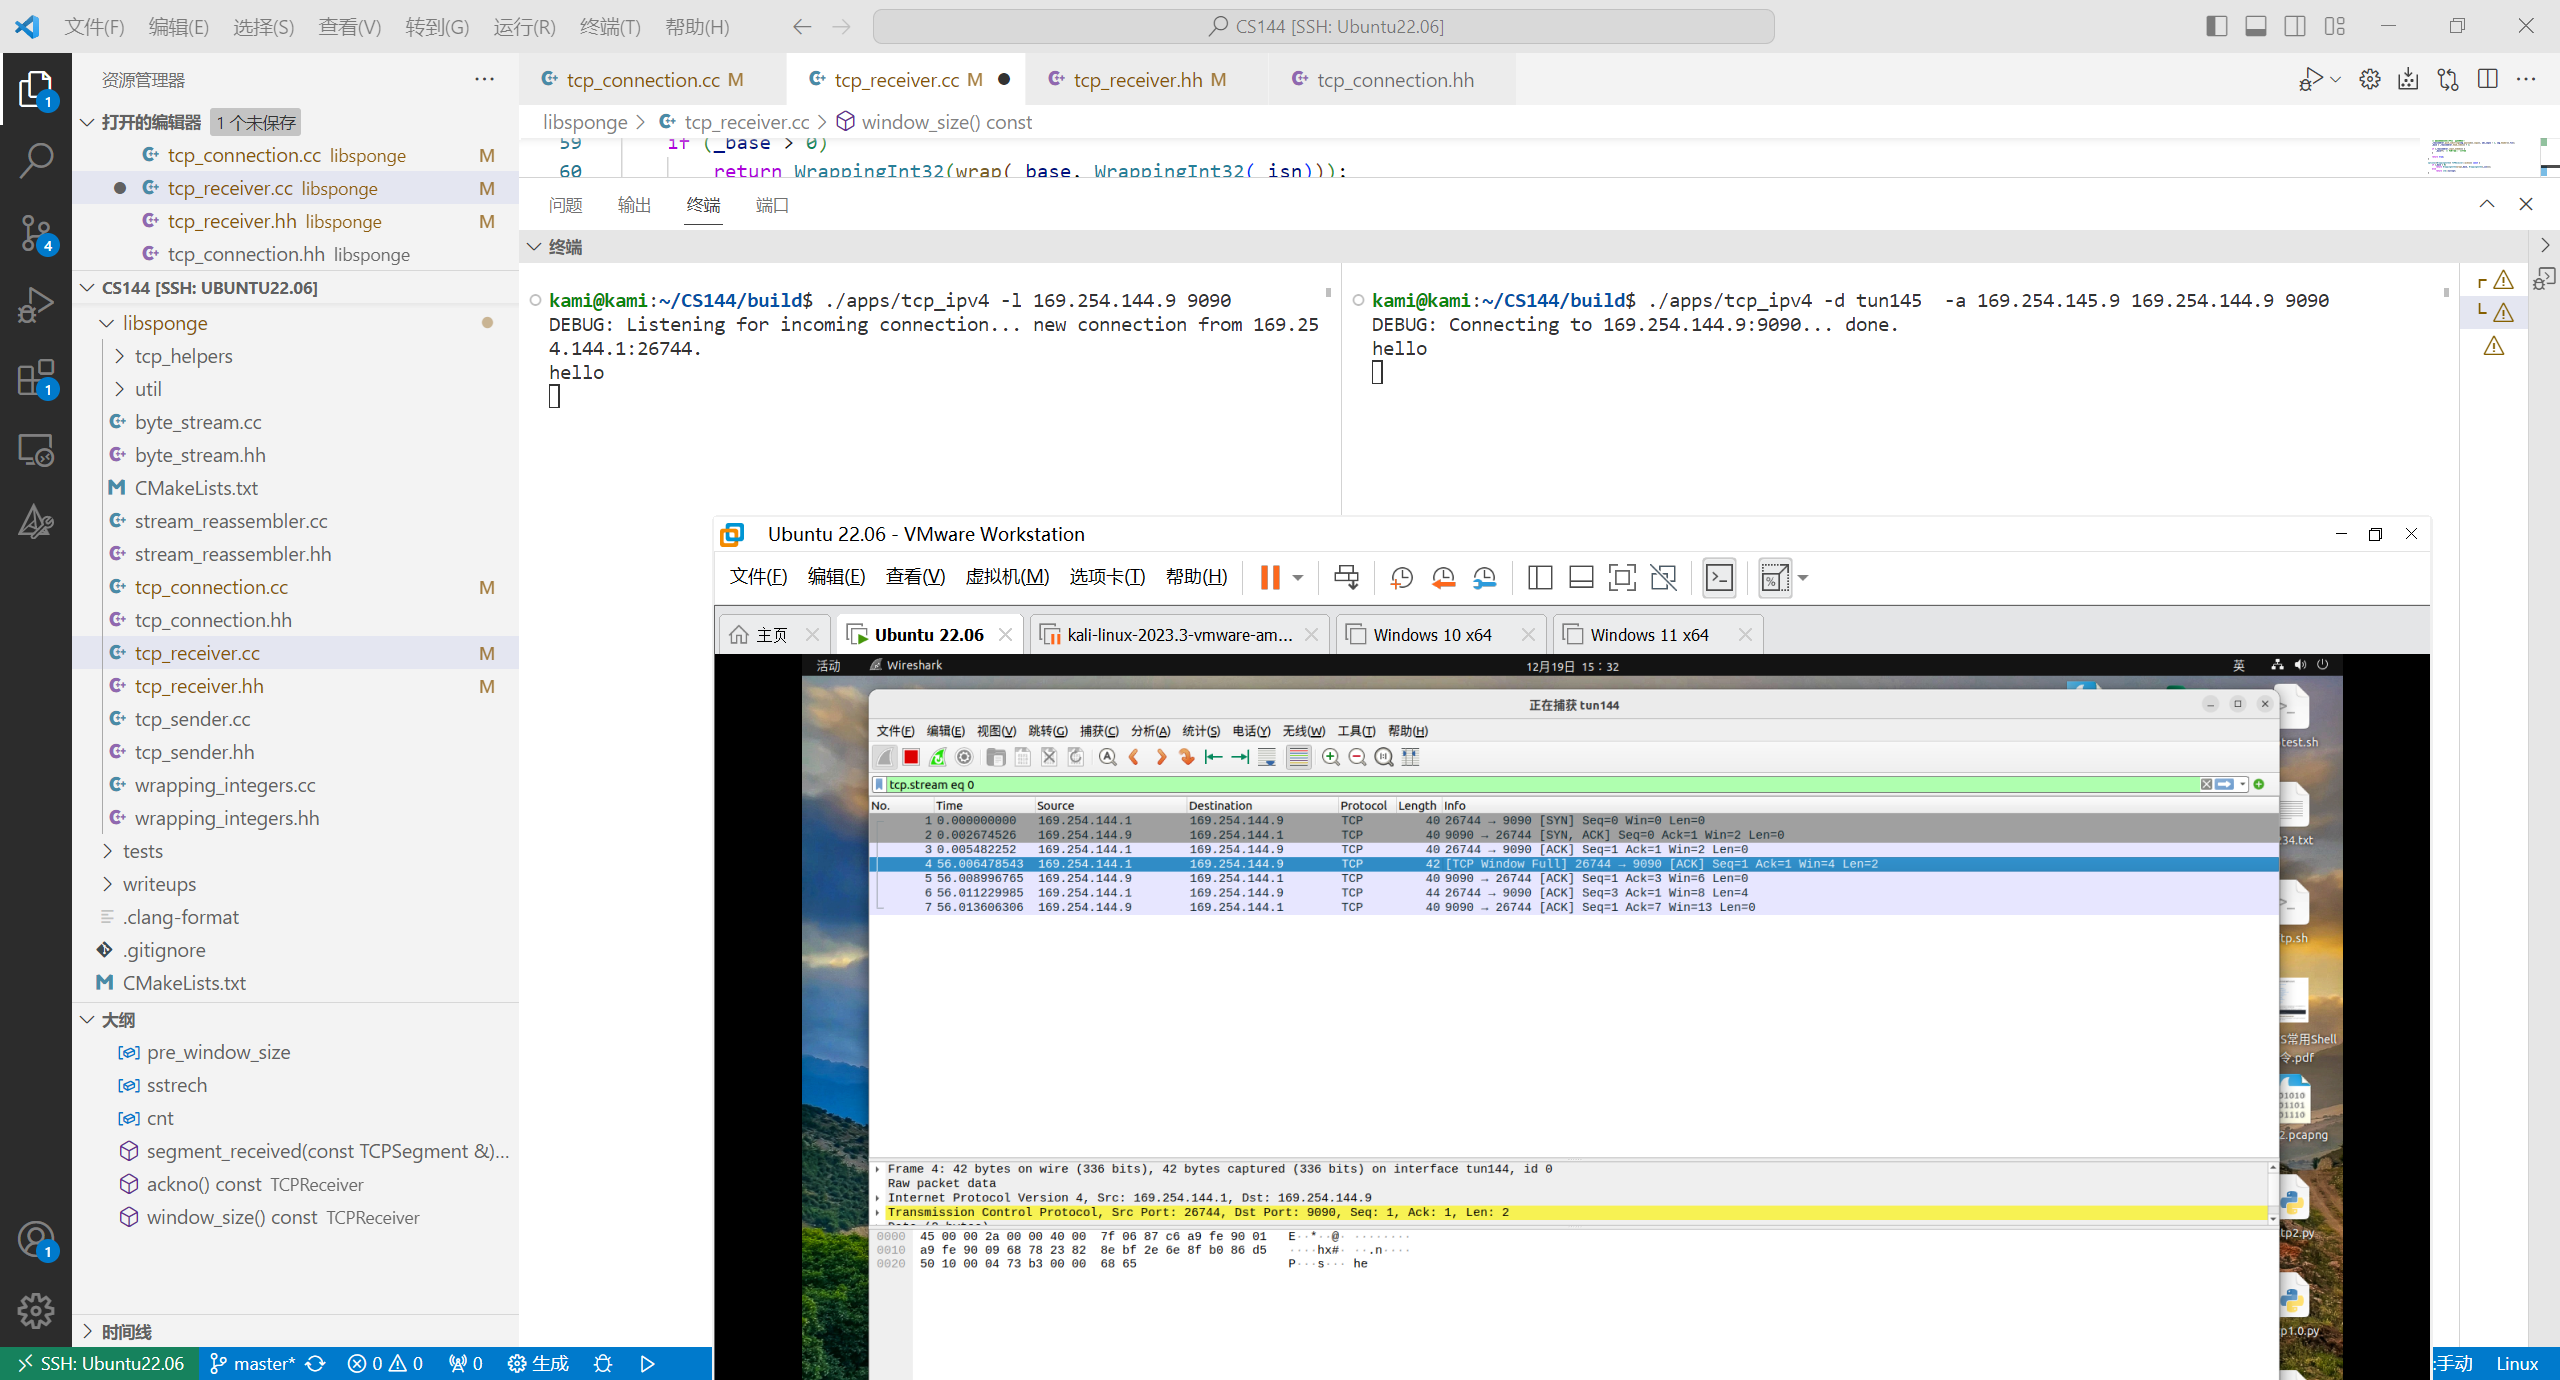 文件(F) 编辑(E) 选择(S) 查看(V) 转到(G) 运行(R) 终端(T) 帮助(H) CS144 [SSH: Ubuntu22.06]
资源管理器
打开的编辑器 1 个未保存
tcp_connection.cc libsponge M
tcp_receiver.cc libsponge M
tcp_receiver.hh libsponge M
tcp_connection.hh libsponge
CS144 [SSH: UBUNTU22.06]
libsponge
tcp_helpers
util
byte_stream.cc
byte_stream.hh
CMakeLists.txt
stream_reassembler.cc
stream_reassembler.hh
tcp_connection.cc M
tcp_connection.hh
tcp_receiver.cc M
tcp_receiver.hh M
tcp_sender.cc
tcp_sender.hh
wrapping_integers.cc
wrapping_integers.hh
tests
writeups
.clang-format
.gitignore
CMakeLists.txt
大纲
pre_window_size
sstrech
cnt
segment_received(const TCPSegment &)...
ackno() const TCPReceiver
window_size() const TCPReceiver
时间线
tcp_connection.cc M tcp_receiver.cc M tcp_receiver.hh M tcp_connection.hh
libsponge > tcp_receiver.cc > window_size() const
59 if (_base > 0)
60 return WrappingInt32(wrap(_base, WrappingInt32(_isn)));
问题 输出 终端 端口
终端
kami@kami:~/CS144/build$ ./apps/tcp_ipv4 -l 169.254.144.9 9090
DEBUG: Listening for incoming connection... new connection from 169.25
4.144.1:26744.
hello
kami@kami:~/CS144/build$ ./apps/tcp_ipv4 -d tun145  -a 169.254.145.9 169.254.144.9 9090
DEBUG: Connecting to 169.254.144.9:9090... done.
hello
Ubuntu 22.06 - VMware Workstation
文件(F) 编辑(E) 查看(V) 虚拟机(M) 选项卡(T) 帮助(H)
主页 Ubuntu 22.06 kali-linux-2023.3-vmware-am... Windows 10 x64 Windows 11 x64
活动 Wireshark 12月19日 15：32 英
正在捕获 tun144
文件(F) 编辑(E) 视图(V) 跳转(G) 捕获(C) 分析(A) 统计(S) 电话(Y) 无线(W) 工具(T) 帮助(H)
tcp.stream eq 0
No. Time Source Destination Protocol Length Info
1 0.000000000 169.254.144.1 169.254.144.9 TCP 40 26744 → 9090 [SYN] Seq=0 Win=0 Len=0
2 0.002674526 169.254.144.9 169.254.144.1 TCP 40 9090 → 26744 [SYN, ACK] Seq=0 Ack=1 Win=2 Len=0
3 0.005482252 169.254.144.1 169.254.144.9 TCP 40 26744 → 9090 [ACK] Seq=1 Ack=1 Win=2 Len=0
4 56.006478543 169.254.144.1 169.254.144.9 TCP 42 [TCP Window Full] 26744 → 9090 [ACK] Seq=1 Ack=1 Win=4 Len=2
5 56.008996765 169.254.144.9 169.254.144.1 TCP 40 9090 → 26744 [ACK] Seq=1 Ack=3 Win=6 Len=0
6 56.011229985 169.254.144.1 169.254.144.9 TCP 44 26744 → 9090 [ACK] Seq=3 Ack=1 Win=8 Len=4
7 56.013606306 169.254.144.9 169.254.144.1 TCP 40 9090 → 26744 [ACK] Seq=1 Ack=7 Win=13 Len=0
Frame 4: 42 bytes on wire (336 bits), 42 bytes captured (336 bits) on interface tun144, id 0
Raw packet data
Internet Protocol Version 4, Src: 169.254.144.1, Dst: 169.254.144.9
Transmission Control Protocol, Src Port: 26744, Dst Port: 9090, Seq: 1, Ack: 1, Len: 2
0000 45 00 00 2a 00 00 40 00 7f 06 87 c6 a9 fe 90 01 E··*··@· ········
0010 a9 fe 90 09 68 78 23 82 8e bf 2e 6e 8f b0 86 d5 ····hx#· ··.n····
0020 50 10 00 04 73 b3 00 00 68 65 P···s··· he
test.sh
34.txt
tp.sh
S常用Shell
令.pdf
2.pcapng
tp2.py
p1.0.py
SSH: Ubuntu22.06 master* 0 0 0 生成 :手动 Linux